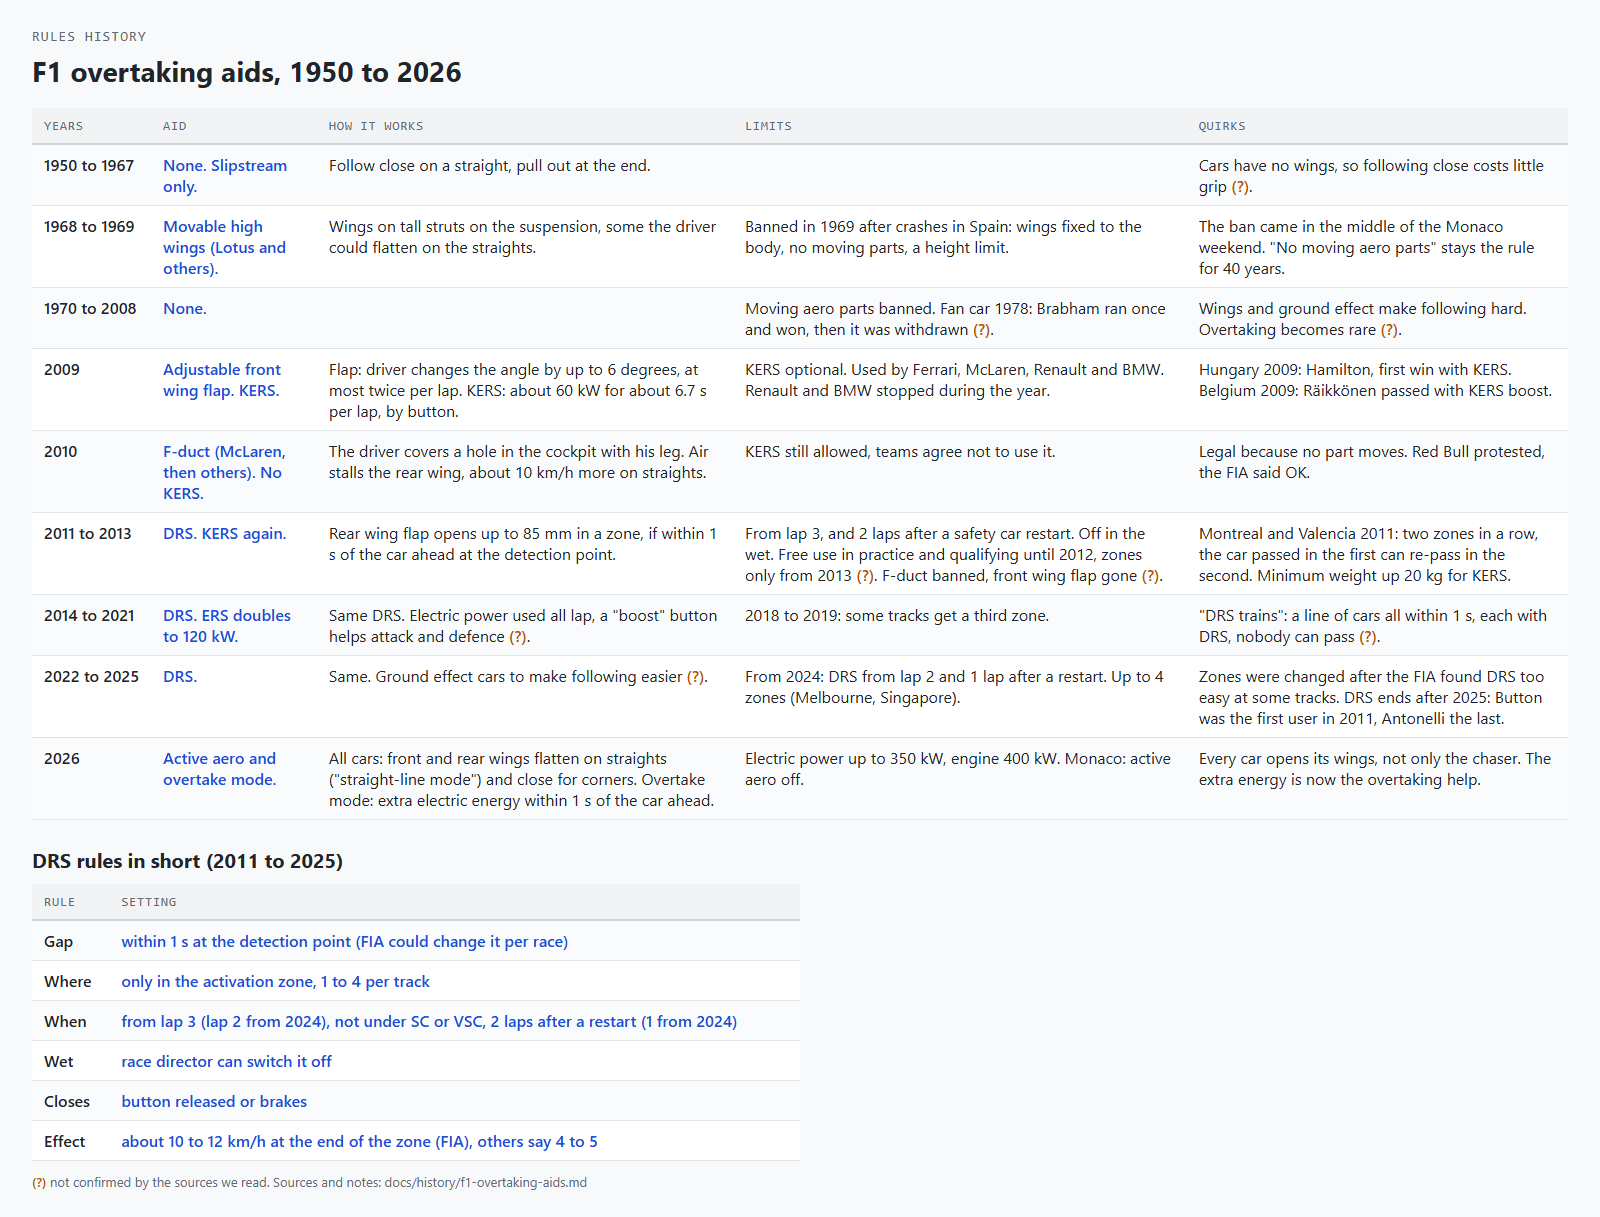 RULES HISTORY
F1 overtaking aids, 1950 to 2026
YEARS AID HOW IT WORKS LIMITS QUIRKS
1950 to 1967
None. Slipstream
only.
Follow close on a straight, pull out at the end.
Cars have no wings, so following close costs little
grip (?).
1968 to 1969
Movable high
wings (Lotus and
others).
Wings on tall struts on the suspension, some the driver
could flatten on the straights.
Banned in 1969 after crashes in Spain: wings fixed to the
body, no moving parts, a height limit.
The ban came in the middle of the Monaco
weekend. "No moving aero parts" stays the rule
for 40 years.
1970 to 2008
None.
Moving aero parts banned. Fan car 1978: Brabham ran once
and won, then it was withdrawn (?).
Wings and ground effect make following hard.
Overtaking becomes rare (?).
2009
Adjustable front
wing flap. KERS.
Flap: driver changes the angle by up to 6 degrees, at
most twice per lap. KERS: about 60 kW for about 6.7 s
per lap, by button.
KERS optional. Used by Ferrari, McLaren, Renault and BMW.
Renault and BMW stopped during the year.
Hungary 2009: Hamilton, first win with KERS.
Belgium 2009: Räikkönen passed with KERS boost.
2010
F-duct (McLaren,
then others). No
KERS.
The driver covers a hole in the cockpit with his leg. Air
stalls the rear wing, about 10 km/h more on straights.
KERS still allowed, teams agree not to use it.
Legal because no part moves. Red Bull protested,
the FIA said OK.
2011 to 2013
DRS. KERS again.
Rear wing flap opens up to 85 mm in a zone, if within 1
s of the car ahead at the detection point.
From lap 3, and 2 laps after a safety car restart. Off in the
wet. Free use in practice and qualifying until 2012, zones
only from 2013 (?). F-duct banned, front wing flap gone (?).
Montreal and Valencia 2011: two zones in a row,
the car passed in the first can re-pass in the
second. Minimum weight up 20 kg for KERS.
2014 to 2021
DRS. ERS doubles
to 120 kW.
Same DRS. Electric power used all lap, a "boost" button
helps attack and defence (?).
2018 to 2019: some tracks get a third zone.
"DRS trains": a line of cars all within 1 s, each with
DRS, nobody can pass (?).
2022 to 2025
DRS.
Same. Ground effect cars to make following easier (?).
From 2024: DRS from lap 2 and 1 lap after a restart. Up to 4
zones (Melbourne, Singapore).
Zones were changed after the FIA found DRS too
easy at some tracks. DRS ends after 2025: Button
was the first user in 2011, Antonelli the last.
2026
Active aero and
overtake mode.
All cars: front and rear wings flatten on straights
("straight-line mode") and close for corners. Overtake
mode: extra electric energy within 1 s of the car ahead.
Electric power up to 350 kW, engine 400 kW. Monaco: active
aero off.
Every car opens its wings, not only the chaser. The
extra energy is now the overtaking help.
DRS rules in short (2011 to 2025)
RULE SETTING
Gap within 1 s at the detection point (FIA could change it per race)
Where only in the activation zone, 1 to 4 per track
When from lap 3 (lap 2 from 2024), not under SC or VSC, 2 laps after a restart (1 from 2024)
Wet race director can switch it off
Closes button released or brakes
Effect about 10 to 12 km/h at the end of the zone (FIA), others say 4 to 5
(?) not confirmed by the sources we read. Sources and notes: docs/history/f1-overtaking-aids.md